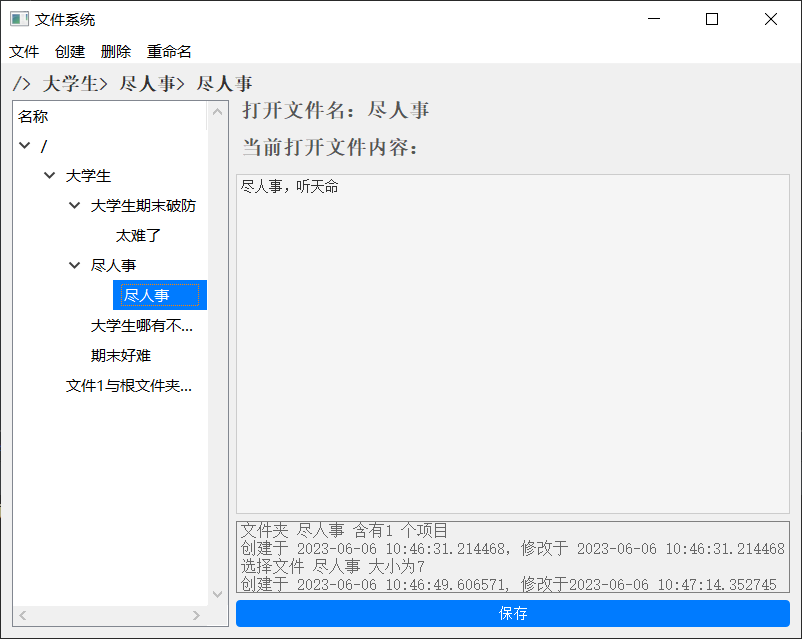 文件系统
文件 创建 删除 重命名
/> 大学生> 尽人事> 尽人事
名称
/
大学生
大学生期末破防
太难了
尽人事
尽人事
大学生哪有不...
期末好难
文件1与根文件夹...
打开文件名：尽人事
当前打开文件内容：
尽人事，听天命
文件夹 尽人事 含有1 个项目
创建于 2023-06-06 10:46:31.214468, 修改于 2023-06-06 10:46:31.214468
选择文件 尽人事 大小为7
创建于 2023-06-06 10:46:49.606571, 修改于2023-06-06 10:47:14.352745
保存